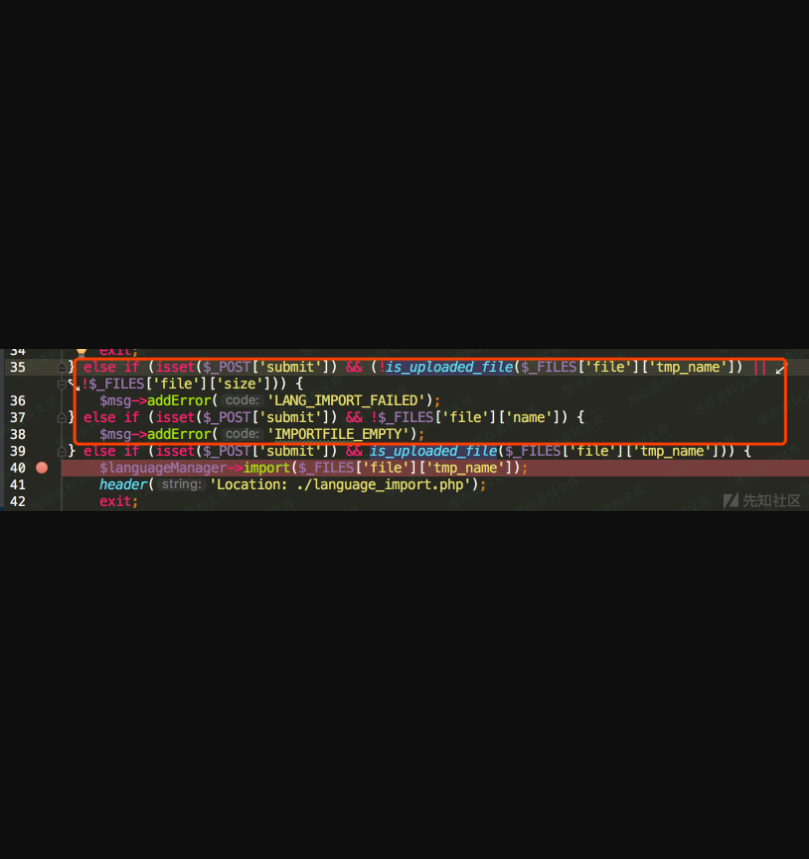 34 exit;
35 } else if (isset($_POST['submit']) && (!is_uploaded_file($_FILES['file']['tmp_name']) ||
!$_FILES['file']['size'])) {
36 $msg->addError( code: 'LANG_IMPORT_FAILED');
37 } else if (isset($_POST['submit']) && !$_FILES['file']['name']) {
38 $msg->addError( code: 'IMPORTFILE_EMPTY');
39 } else if (isset($_POST['submit']) && is_uploaded_file($_FILES['file']['tmp_name'])) {
40 $languageManager->import($_FILES['file']['tmp_name']);
41 header( string: 'Location: ./language_import.php');
42 exit;
先知社区